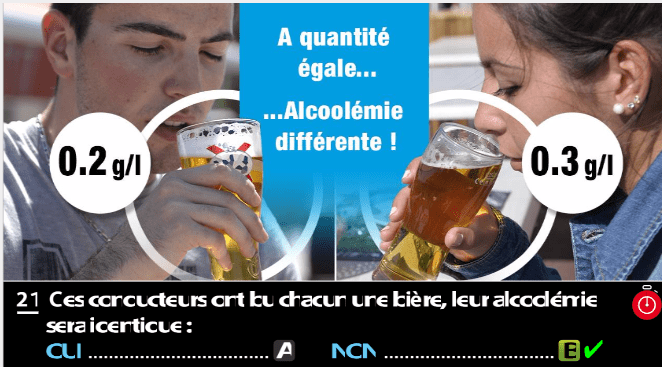 A quantité
égale...
...Alcoolémie
différente !
0.2 g/l
0.3 g/l
21 Ces conducteurs ont bu chacun une bière, leur alcoolémie
sera identique :
OUI ............................... A NON ............................... B